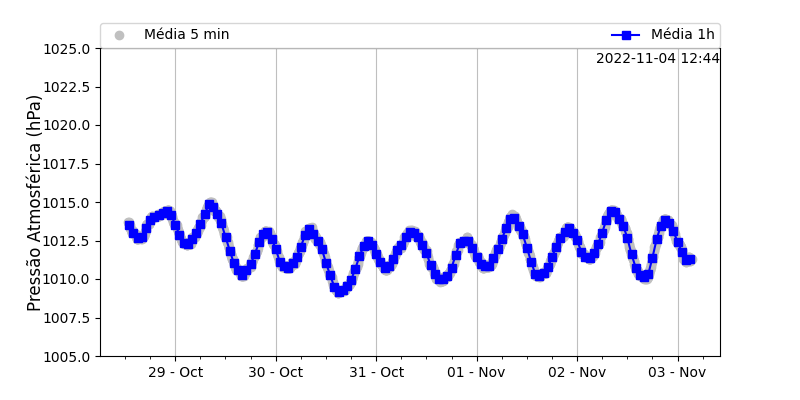 Média 5 min
Média 1h
2022-11-04 12:44
Pressão Atmosférica (hPa)
1025.0
1022.5
1020.0
1017.5
1015.0
1012.5
1010.0
1007.5
1005.0
29 - Oct
30 - Oct
31 - Oct
01 - Nov
02 - Nov
03 - Nov